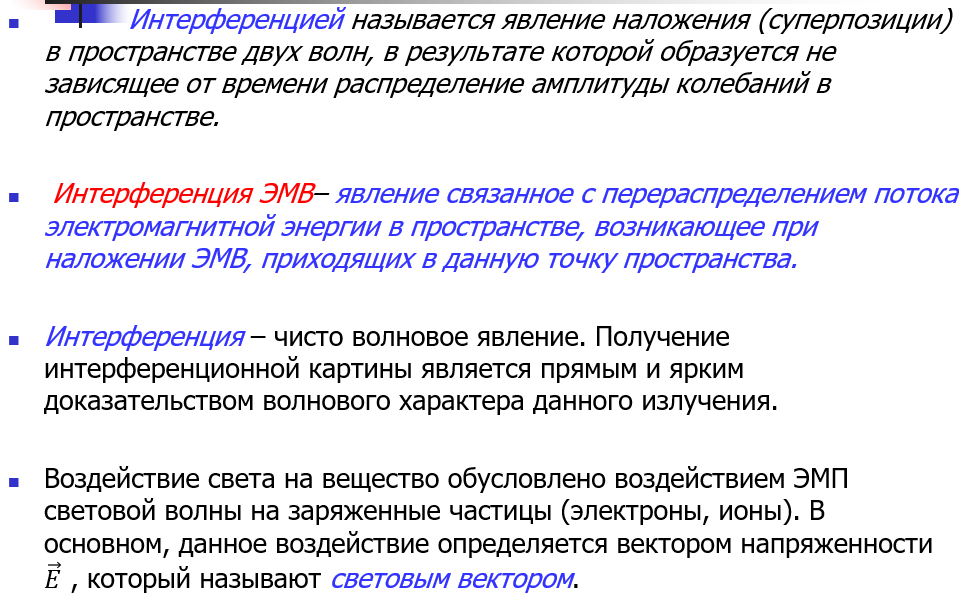 Интерференцией называется явление наложения (суперпозиции)
в пространстве двух волн, в результате которой образуется не
зависящее от времени распределение амплитуды колебаний в
пространстве.
Интерференция ЭМВ– явление связанное с перераспределением потока
электромагнитной энергии в пространстве, возникающее при
наложении ЭМВ, приходящих в данную точку пространства.
Интерференция – чисто волновое явление. Получение
интерференционной картины является прямым и ярким
доказательством волнового характера данного излучения.
Воздействие света на вещество обусловлено воздействием ЭМП
световой волны на заряженные частицы (электроны, ионы). В
основном, данное воздействие определяется вектором напряженности
E⃗ , который называют световым вектором.